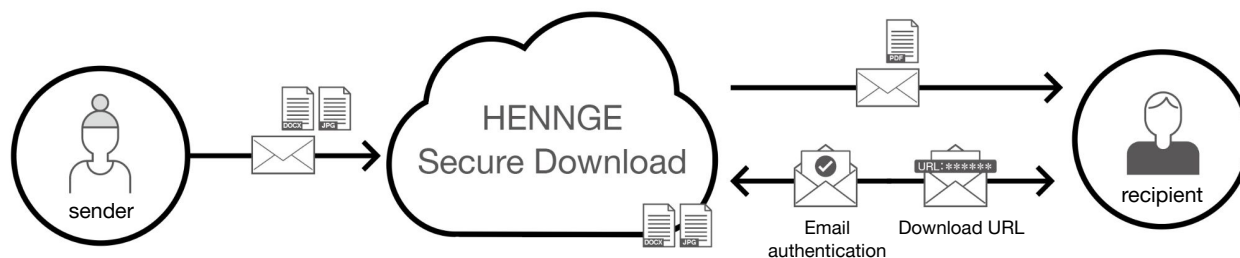 sender
DOCX
JPG
HENNGE
Secure Download
DOCX
JPG
PDF
URL:******
Email
authentication
Download URL
recipient